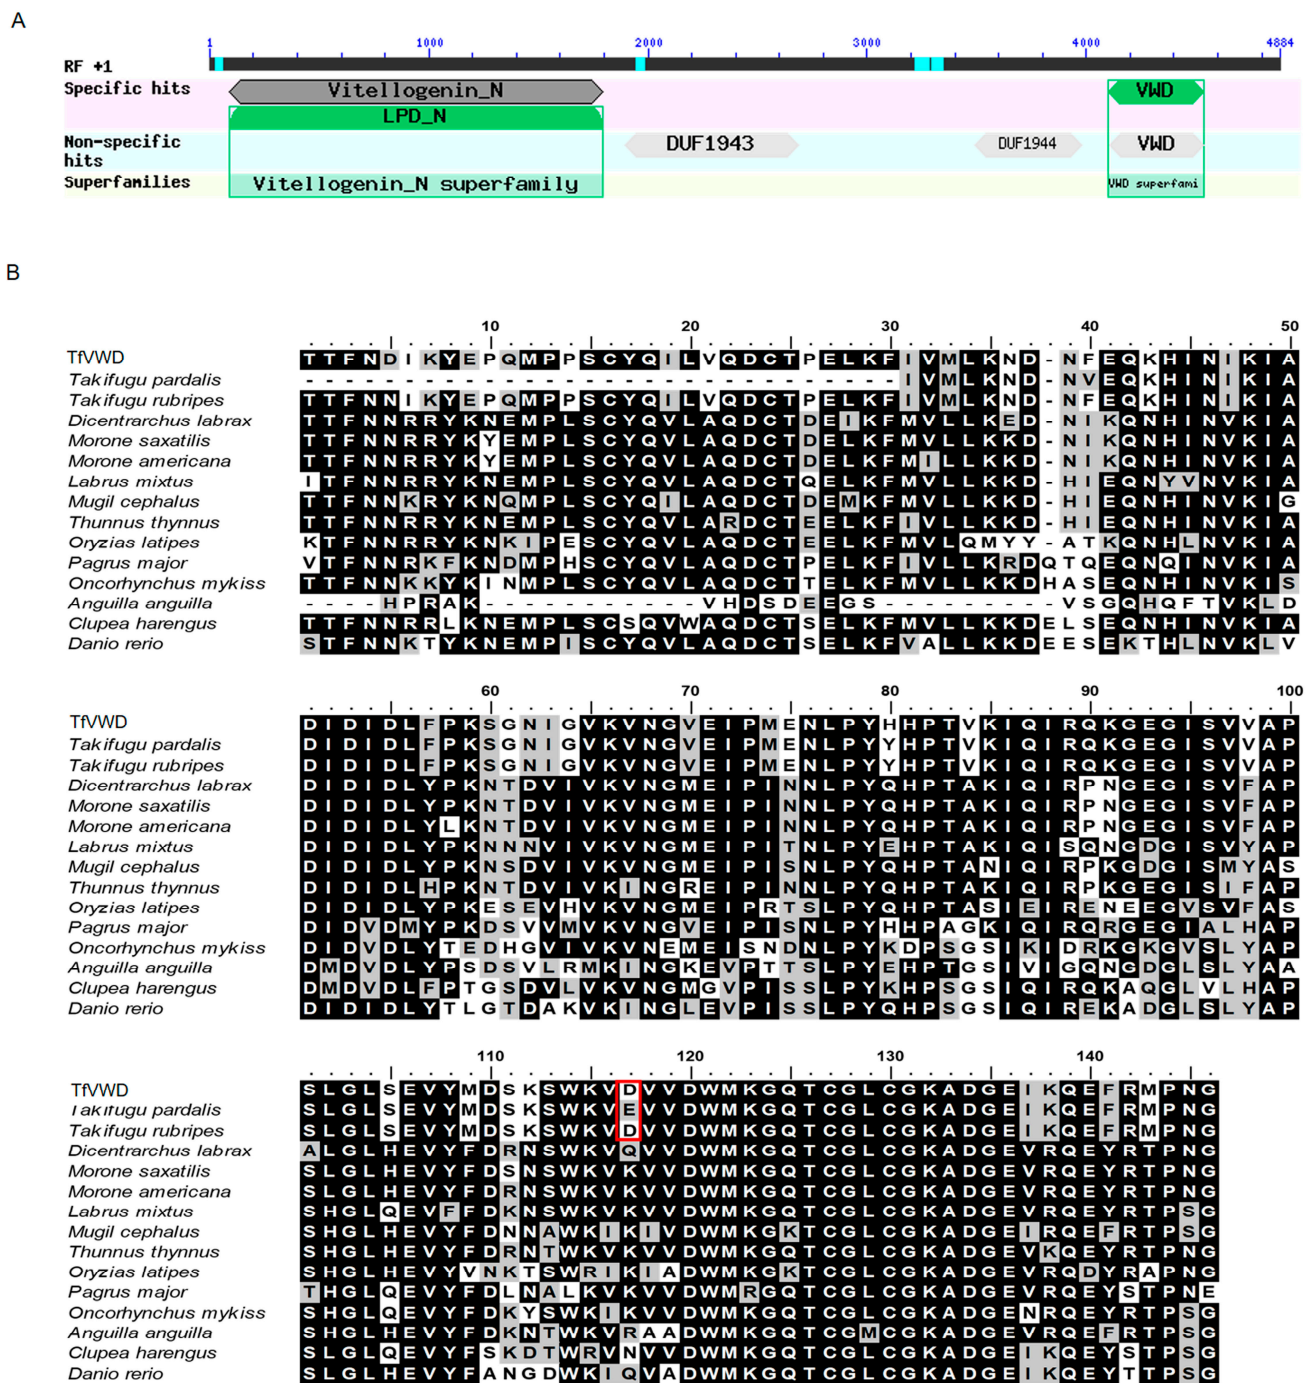 A
1 1000 2000 3000 4000 4884
RF +1
Specific hits Vitellogenin_N VWD
LPD_N
Non-specific DUF1943 DUF1944 VWD
hits
Superfamilies Vitellogenin_N superfamily VWD superfami
B
10 20 30 40 50
TfVWD TTFNDIKYEPQMPPSCYQILVQDCTPELKFIVMLKND-NFEQKHINIKIA
Takifugu pardalis ------------------------------IVMLKND-NVEQKHINIKIA
Takifugu rubripes TTFNNIKYEPQMPPSCYQILVQDCTPELKFIVMLKND-NFEQKHINIKIA
Dicentrarchus labrax TTFNNRRYKNEMPLSCYQVLAQDCTDEIKFMVLLKED-NIKQNHINVKIA
Morone saxatilis TTFNNRRYKYEMPLSCYQVLAQDCTDELKFMVLLKKD-NIKQNHINVKIA
Morone americana TTFNNRRYKYEMPLSCYQVLAQDCTDELKFMILLKKD-NIKQNHINVKIA
Labrus mixtus ITFNNRRYKNEMPLSCYQVLAQDCTQELKFMVLLKKD-HIEQNYVNVKIA
Mugil cephalus TTFNNKRYKNQMPLSCYQILAQDCTDEMKFMVLLKKD-HIEQNHINVKIG
Thunnus thynnus TTFNNRRYKNEMPLSCYQVLARDCTEELKFIVLLKKD-HIEQNHINVKIA
Oryzias latipes KTFNNRRYKNKIPESCYQVLAQDCTEELKFMVLQMYY-ATKQNHLNVKIA
Pagrus major VTFNNRKFKNDMPHSCYQVLAQDCTPELKFIVLLKRDQTQEQNQINVKIA
Oncorhynchus mykiss TTFNNKKYKINMPLSCYQVLAQDCTTELKFMVLLKKDHASEQNHINVKIS
Anguilla anguilla ----HPRAK-----------VHDSDEEGS---------VSGQHQFTVKLD
Clupea harengus TTFNNRRLKNEMPLSCSQVWAQDCTSELKFMVLLKKDELSEQNHINVKIA
Danio rerio STFNNKTYKNEMPISCYQVLAQDCTSELKFVALLKKDEESEKTHLNVKLV
60 70 80 90 100
TfVWD DIDIDLFPKSGNIGVKVNGVEIPMENLPYHHPTVKIQIRQKGEGISVVAP
Takifugu pardalis DIDIDLFPKSGNIGVKVNGVEIPMENLPYYHPTVKIQIRQKGEGISVVAP
Takifugu rubripes DIDIDLFPKSGNIGVKVNGVEIPMENLPYYHPTVKIQIRQKGEGISVVAP
Dicentrarchus labrax DIDIDLYPKNTDVIVKVNGMEIPINNLPYQHPTAKIQIRPNGEGISVFAP
Morone saxatilis DIDIDLYPKNTDVIVKVNGMEIPINNLPYQHPTAKIQIRPNGEGISVFAP
Morone americana DIDIDLYLKNTDVIVKVNGMEIPINNLPYQHPTAKIQIRPNGEGISVFAP
Labrus mixtus DIDIDLYPKNNNVIVKVNGMEIPITNLPYEHPTAKIQISQNGDGISVYAP
Mugil cephalus DIDIDLYPKNSDVIVKVNGMEIPISNLPYQHPTANIQIRPKGDGISMYAS
Thunnus thynnus DIDIDLHPKNTDVIVKINGREIPINNLPYQHPTAKIQIRPKGEGISIFAP
Oryzias latipes DIDIDLYPKESEVHVKVNGMEIPRTSLPYQHPTASIEIRENEEGVSVFAS
Pagrus major DIDVDMYPKDSVVMVKVNGVEIPISNLPYHHPAGKIQIRQRGEGIALHAP
Oncorhynchus mykiss DIDVDLYTEDHGVIVKVNEMEISNDNLPYKDPSGSIKIDRKGKGVSLYAP
Anguilla anguilla DMDVDLYPSDSVLRMKINGKEVPTTSLPYEHPTGSIVIGQNGDGLSLYAA
Clupea harengus DMDVDLFPTGSDVLVKVNGMGVPISSLPYKHPSGSIQIRQKAQGLVLHAP
Danio rerio DIDIDLYTLGTDAKVKINGLEVPISSLPYQHPSGSIQIREKADGLSLYAP
110 120 130 140
TfVWD SLGLSEVYMDSKSWKVDVVDWMKGQTCGLCGKADGEIKQEFRMPNG
Takifugu pardalis SLGLSEVYMDSKSWKVEVVDWMKGQTCGLCGKADGEIKQEFRMPNG
Takifugu rubripes SLGLSEVYMDSKSWKVDVVDWMKGQTCGLCGKADGEIKQEFRMPNG
Dicentrarchus labrax ALGLHEVYFDRNSWKVQVVDWMKGQTCGLCGKADGEVRQEYRTPNG
Morone saxatilis SLGLHEVYFDSNSWKVKVVDWMKGQTCGLCGKADGEVRQEYRTPNG
Morone americana SLGLHEVYFDRNSWKVKVVDWMKGQTCGLCGKADGEVRQEYRTPNG
Labrus mixtus SHGLQEVFFDKNSWKVKVVDWMKGQTCGLCGKADGEVRQEYRTPSG
Mugil cephalus SHGLHEVYFDNNAWKIKIVDWMKGKTCGLCGKADGEIRQEFRTPSG
Thunnus thynnus SHGLHEVYFDRNTWKVKVVDWMKGQTCGLCGKADGEVKQEYRTPNG
Oryzias latipes SHGLHEVYVNKTSWRIKIADWMKGKTCGLCGKADGEVRQDYRAPNG
Pagrus major THGLQEVYFDLNALKVKVVDWMRGQTCGLCGKADGEVRQEYSTPNE
Oncorhynchus mykiss SHGLQEVYFDKYSWKIKVVDWMKGQTCGLCGKADGENRQEYRTPSG
Anguilla anguilla SHGLHEVYFDKNTWKVRAADWMKGQTCGMCGKADGEVRQEFRTPSG
Clupea harengus SHGLQEVYFSKDTWRVNVVDWMKGQTCGLCGKADGEIKQEYSTPSG
Danio rerio SLGLHEVYFANGDWKIQVADWMKGQTCGLCGKADGEIKQEYTTPSG